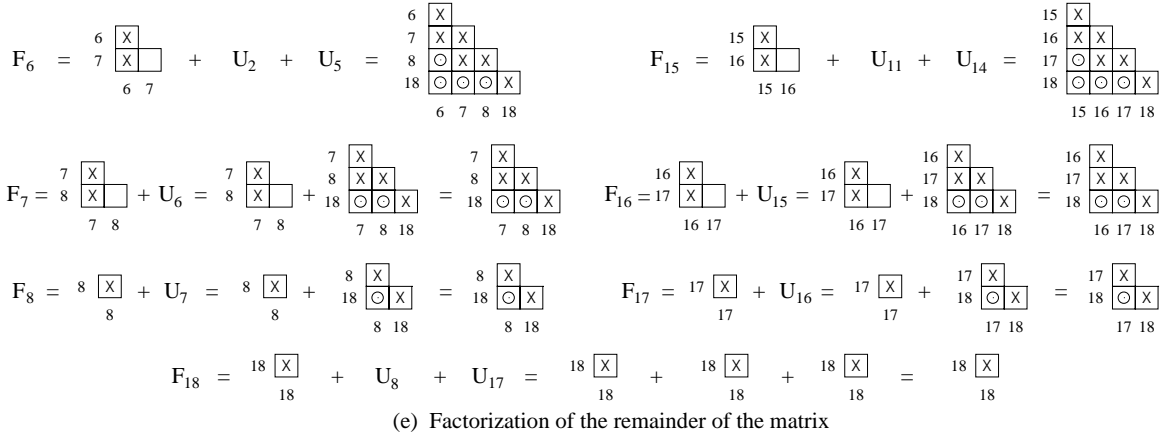 6 X
F6 = 6 X
7 X + U2 + U5 = 7 X X
8 ⊙ X X
18 ⊙ ⊙ ⊙ X
6 7
6 7 8 18
15 X
F15 = 15 X
16 X + U11 + U14 = 16 X X
17 ⊙ X X
18 ⊙ ⊙ ⊙ X
15 16
15 16 17 18
7 X 7 X 7 X 7 X
F7 = 8 X + U6 = 8 X + 8 X X = 8 X X
18 ⊙ ⊙ X 18 ⊙ ⊙ X
7 8 7 8 7 8 18 7 8 18
16 X 16 X 16 X 16 X
F16 = 17 X + U15 = 17 X + 17 X X = 17 X X
18 ⊙ ⊙ X 18 ⊙ ⊙ X
16 17 16 17 16 17 18 16 17 18
8 X 8 X
F8 = 8 X + U7 = 8 X + 18 ⊙ X = 18 ⊙ X
8 8 8 18 8 18
17 X 17 X
F17 = 17 X + U16 = 17 X + 18 ⊙ X = 18 ⊙ X
17 17 17 18 17 18
F18 = 18 X + U8 + U17 = 18 X + 18 X + 18 X = 18 X
18 18 18 18 18
(e) Factorization of the remainder of the matrix